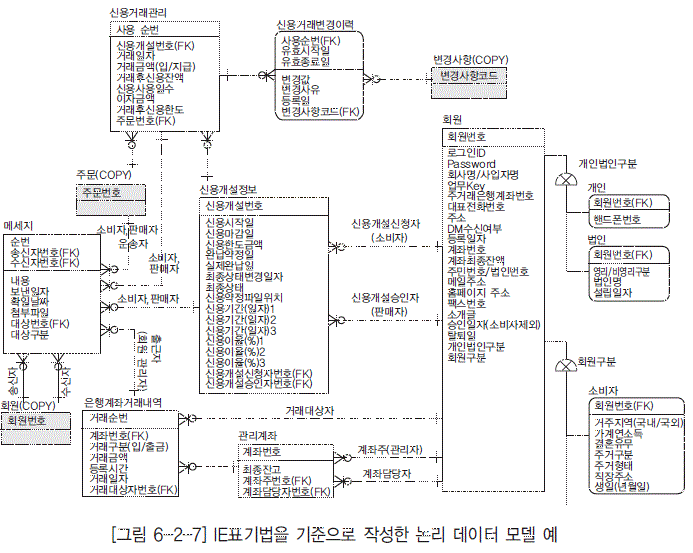 신용거래관리
사용 순번
신용개설번호(FK)
거래일자
거래금액(입/지급)
거래후신용잔액
신용사용일수
이자금액
거래후신용한도
주문번호(FK)
신용거래변경이력
사용순번(FK)
유효시작일
유효종료일
변경값
변경사유
등록일
변경사항코드(FK)
변경사항(COPY)
변경사항코드
주문(COPY)
주문번호
메세지
순번
송신자번호(FK)
수신자번호(FK)
내용
보낸일자
확일날짜
첨부파일
대상번호(FK)
대상구분
소비자,판매자
운송자
소비자,
판매자
소비자,판매자
출근자
(회원 관리자)
송신자
수신자
회원(COPY)
회원번호
신용개설정보
신용개설번호
신용시작일
신용마감일
신용한도금액
완납약정일
실제완납일
최종상태변경일자
최종상태
신용약정파일위치
신용기간(일자)1
신용기간(일자)2
신용기간(일자)3
신용이율(%)1
신용이율(%)2
신용이율(%)3
신용개설신청자번호(FK)
신용개설승인자번호(FK)
신용개설신청자
(소비자)
신용개설승인자
(판매자)
회원
회원번호
로그인ID
Password
회사명/사업자명
업무Key
주거래은행계좌번호
대표전화번호
주소
DM수신여부
등록일자
계좌번호
계좌최종잔액
주민번호/법인번호
메일주소
홈페이지 주소
팩스번호
소개글
승인일자(소비사제외)
탈퇴일
개인법인구분
회원구분
개인법인구분
개인
회원번호(FK)
핸드폰번호
법인
회원번호(FK)
영리/비영리구분
법인명
설립일자
회원구분
소비자
회원번호(FK)
거주지역(국내/국외)
가계연소득
결혼유무
주거구분
주거형태
직장주소
생일(년월일)
은행계좌거래내역
거래순번
계좌번호(FK)
거래구분(입/출금)
거래금액
등록시간
거래일자
거래대상자번호(FK)
거래대상자
관리계좌
계좌번호
최종잔고
계좌주번호(FK)
계좌담당자번호(FK)
계좌주(관리자)
계좌담당자
[그림 6-2-7] IE표기법을 기준으로 작성한 논리 데이터 모델 예